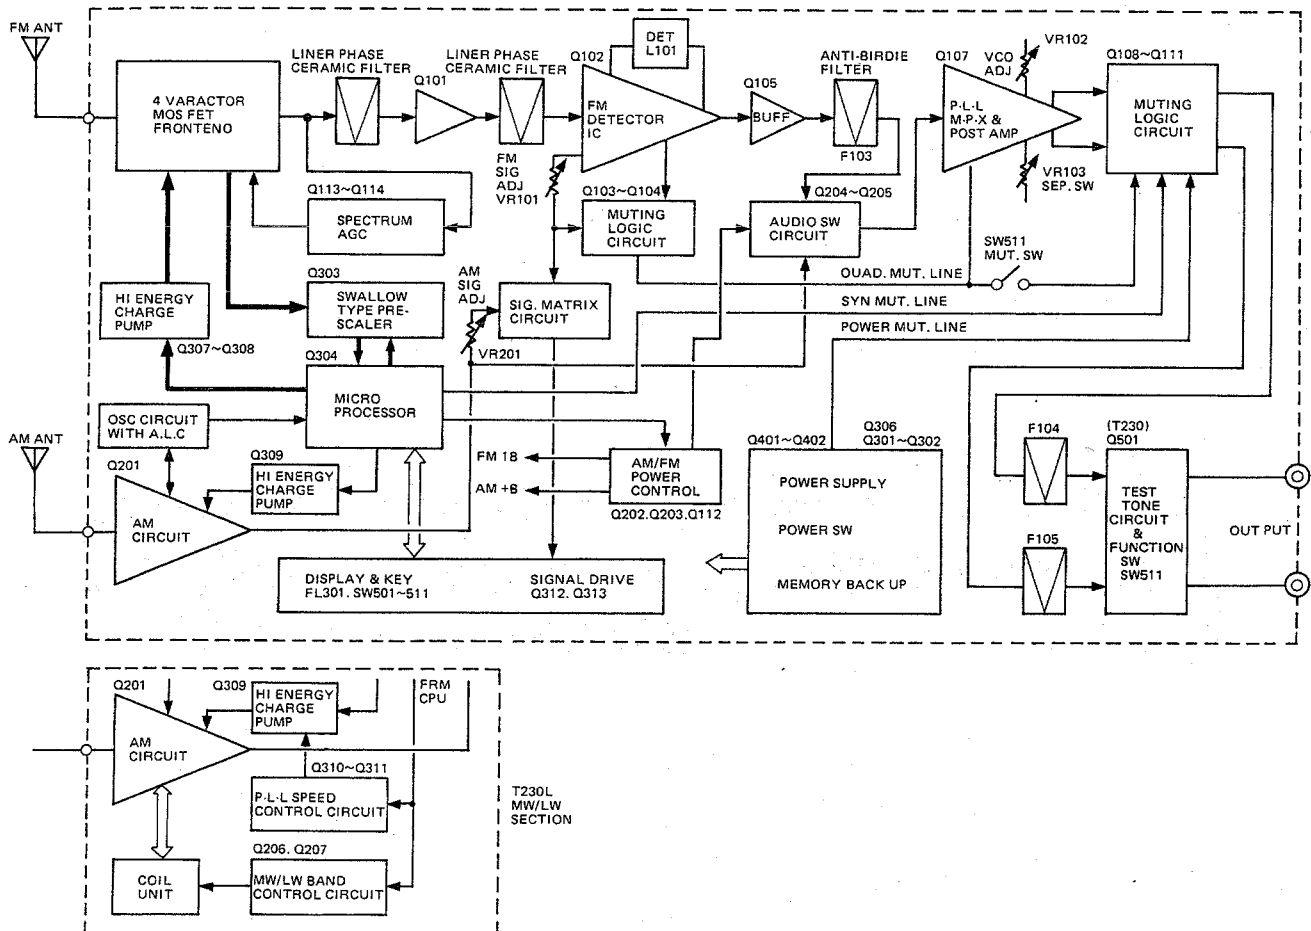 FM ANT
4 VARACTOR
MOS FET
FRONTENO
LINER PHASE
CERAMIC FILTER
Q101
LINER PHASE
CERAMIC FILTER
Q102
DET
L101
FM
DETECTOR
IC
Q105
BUFF
ANTI-BIRDIE
FILTER
F103
Q107
VCO
ADJ
VR102
P·L·L
M·P·X &
POST AMP
VR103
SEP. SW
Q108~Q111
MUTING
LOGIC
CIRCUIT
Q113~Q114
SPECTRUM
AGC
FM
SIG
ADJ
VR101
Q103~Q104
MUTING
LOGIC
CIRCUIT
Q204~Q205
AUDIO SW
CIRCUIT
SW511
MUT. SW
QUAD. MUT. LINE
SYN MUT. LINE
POWER MUT. LINE
HI ENERGY
CHARGE
PUMP
Q307~Q308
Q303
SWALLOW
TYPE PRE-
SCALER
AM
SIG
ADJ
VR201
SIG. MATRIX
CIRCUIT
Q304
MICRO
PROCESSOR
OSC CIRCUIT
WITH A.L.C
AM ANT
Q201
AM
CIRCUIT
Q309
HI ENERGY
CHARGE
PUMP
FM 18
AM +B
AM/FM
POWER
CONTROL
Q202.Q203.Q112
Q401~Q402
Q306
Q301~Q302
POWER SUPPLY
POWER SW
MEMORY BACK UP
F104
F105
(T230)
Q501
TEST
TONE
CIRCUIT
&
FUNCTION
SW
SW511
OUT PUT
DISPLAY & KEY
FL301. SW501~511
SIGNAL DRIVE
Q312. Q313
Q201
AM
CIRCUIT
Q309
HI ENERGY
CHARGE
PUMP
FRM
CPU
Q310~Q311
P·L·L SPEED
CONTROL CIRCUIT
T230L
MW/LW
SECTION
Q206. Q207
COIL
UNIT
MW/LW BAND
CONTROL CIRCUIT